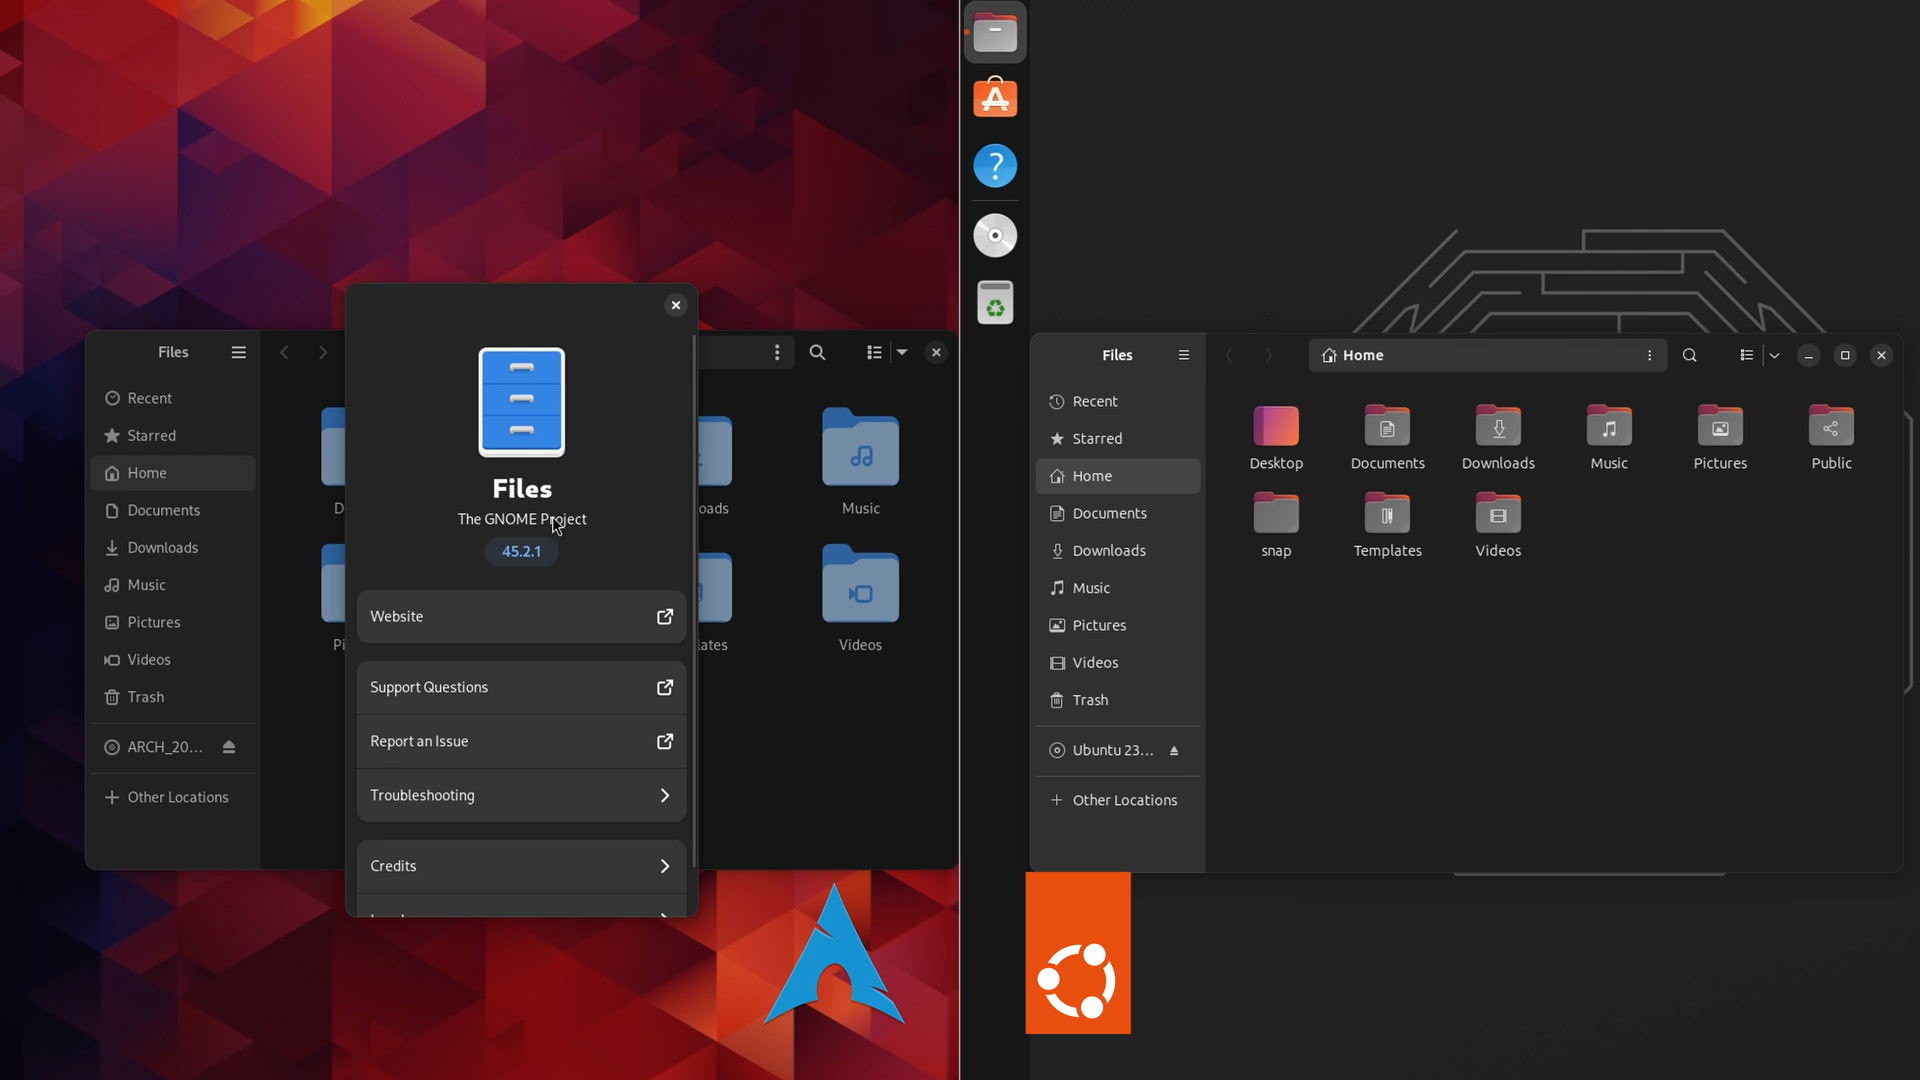 Files
Recent
Starred
Home
Documents
Downloads
Music
Pictures
Videos
Trash
ARCH_20...
Other Locations
Music
Videos
Files
The GNOME Project
45.2.1
Website
Support Questions
Report an Issue
Troubleshooting
Credits
Files
Home
Recent
Starred
Home
Documents
Downloads
Music
Pictures
Videos
Trash
Ubuntu 23...
Other Locations
Desktop
Documents
Downloads
Music
Pictures
Public
snap
Templates
Videos